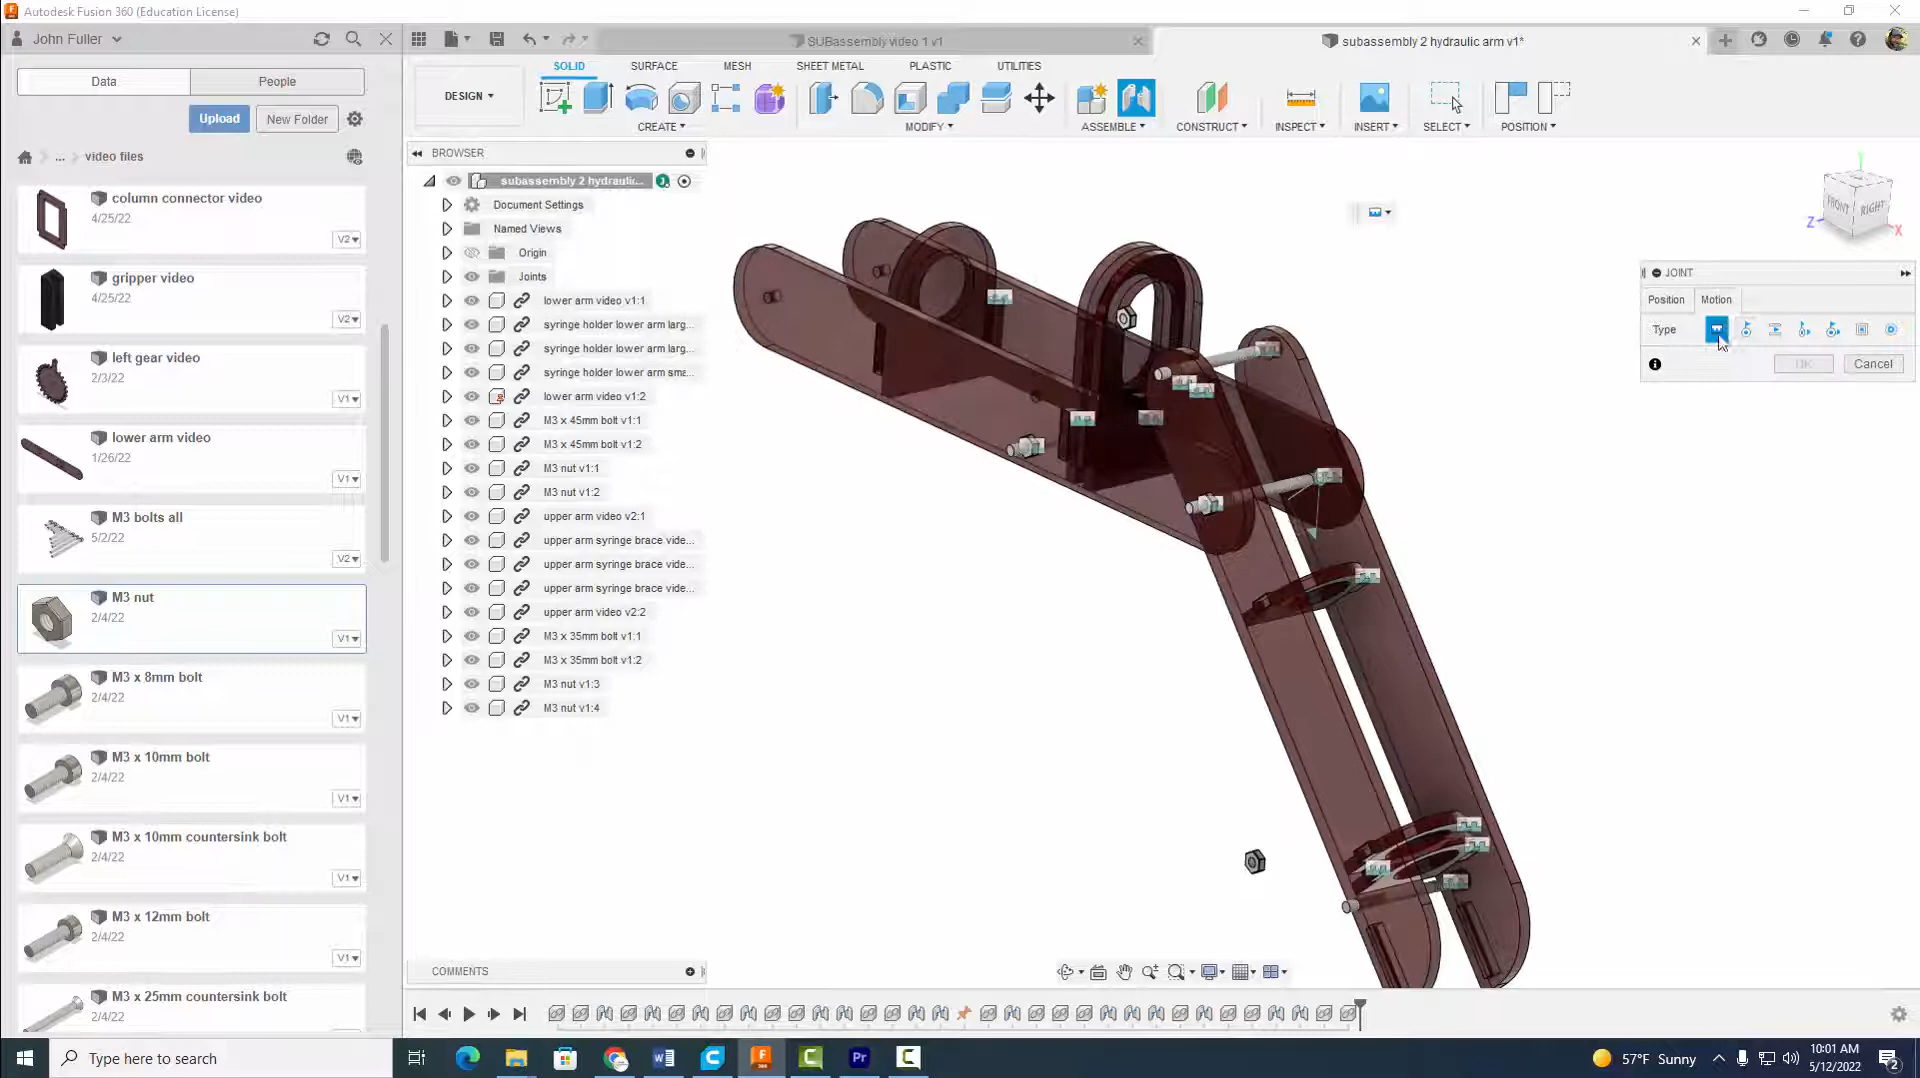 Autodesk Fusion 360 (Education License)
John Fuller
SUBassembly video 1 v1
subassembly 2 hydraulic arm v1*
Data
People
Upload
New Folder
... video files
column connector video
4/25/22
V2
gripper video
4/25/22
V2
left gear video
2/3/22
V1
lower arm video
1/26/22
V1
M3 bolts all
5/2/22
V2
M3 nut
2/4/22
V1
M3 x 8mm bolt
2/4/22
V1
M3 x 10mm bolt
2/4/22
V1
M3 x 10mm countersink bolt
2/4/22
V1
M3 x 12mm bolt
2/4/22
V1
M3 x 25mm countersink bolt
2/4/22
DESIGN
SOLID
SURFACE
MESH
SHEET METAL
PLASTIC
UTILITIES
CREATE
MODIFY
ASSEMBLE
CONSTRUCT
INSPECT
INSERT
SELECT
POSITION
BROWSER
subassembly 2 hydraulic...
Document Settings
Named Views
Origin
Joints
lower arm video v1:1
syringe holder lower arm larg...
syringe holder lower arm larg...
syringe holder lower arm sma...
lower arm video v1:2
M3 x 45mm bolt v1:1
M3 x 45mm bolt v1:2
M3 nut v1:1
M3 nut v1:2
upper arm video v2:1
upper arm syringe brace vide...
upper arm syringe brace vide...
upper arm syringe brace vide...
upper arm video v2:2
M3 x 35mm bolt v1:1
M3 x 35mm bolt v1:2
M3 nut v1:3
M3 nut v1:4
FRONT
RIGHT
Z
X
JOINT
Position
Motion
Type
OK
Cancel
COMMENTS
Type here to search
57°F Sunny
10:01 AM
5/12/2022
2